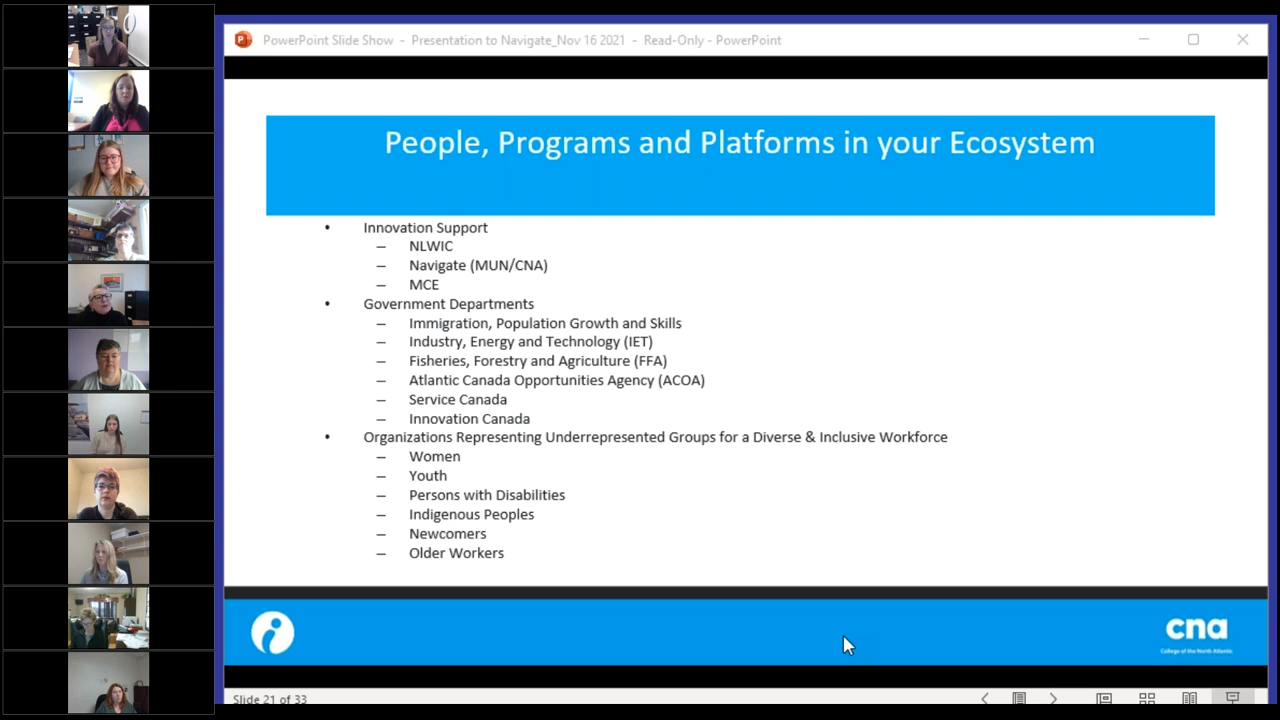 PowerPoint Slide Show - Presentation to Navigate_Nov 16 2021 - Read-Only - PowerPoint
People, Programs and Platforms in your Ecosystem
• Innovation Support
– NLWIC
– Navigate (MUN/CNA)
– MCE
• Government Departments
– Immigration, Population Growth and Skills
– Industry, Energy and Technology (IET)
– Fisheries, Forestry and Agriculture (FFA)
– Atlantic Canada Opportunities Agency (ACOA)
– Service Canada
– Innovation Canada
• Organizations Representing Underrepresented Groups for a Diverse & Inclusive Workforce
– Women
– Youth
– Persons with Disabilities
– Indigenous Peoples
– Newcomers
– Older Workers
cna
College of the North Atlantic
Slide 21 of 33